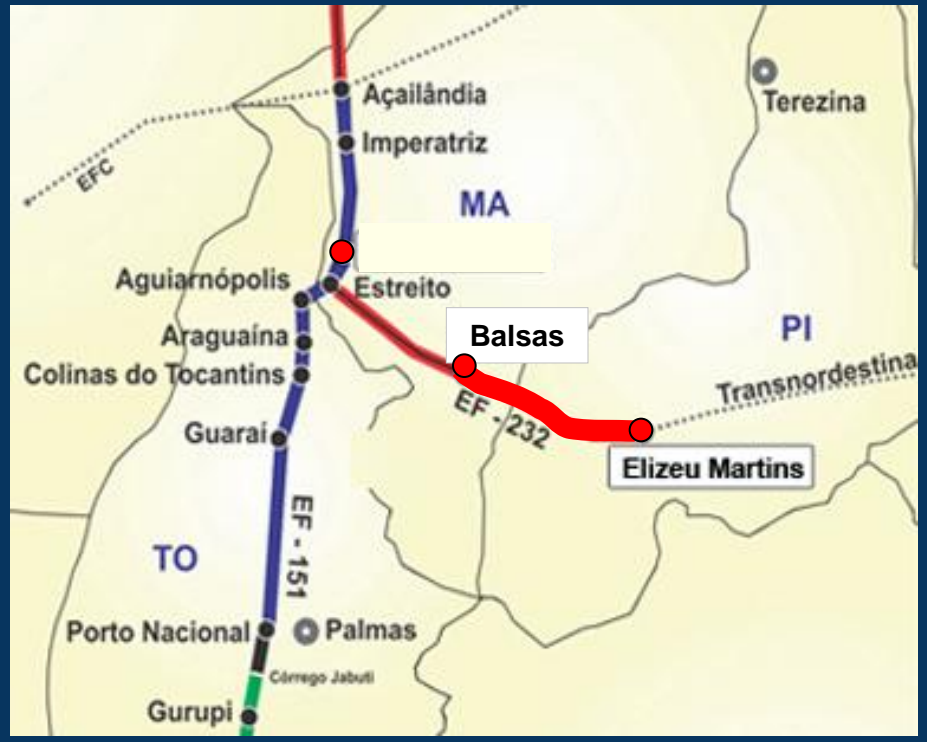 Açailândia
Terezina
Imperatriz
EFC
MA
Aguiarnópolis
Estreito
Balsas
PI
Araguaína
Colinas do Tocantins
Transnordestina
EF - 232
Guaraí
Elizeu Martins
EF - 151
TO
Porto Nacional
Palmas
Córrego Jabuti
Gurupi